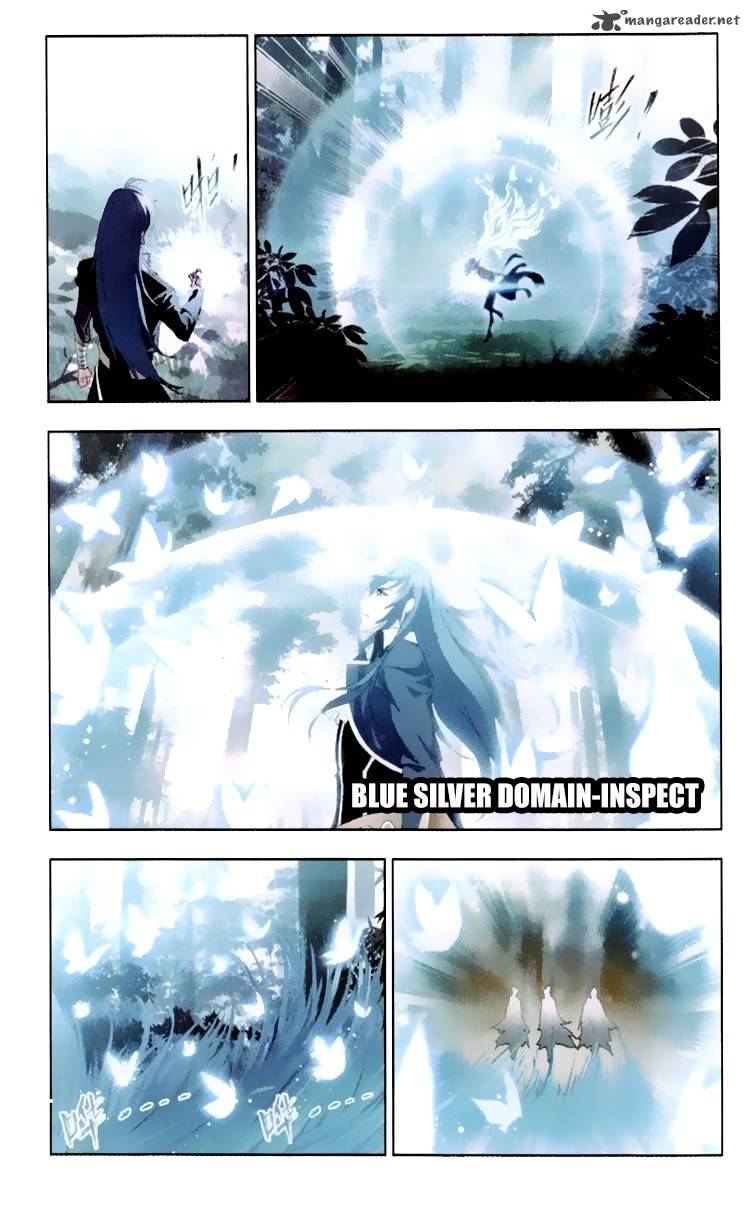 mangareader.net
啪!
嘭!
BLUE SILVER DOMAIN-INSPECT
哗。。。。 哗。。。。